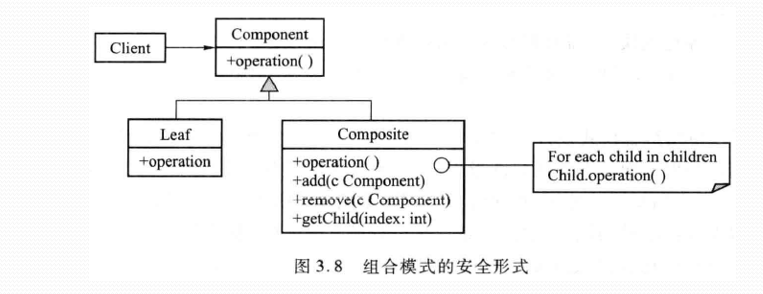 Client
Component
+operation( )
Leaf
+operation
Composite
+operation( )
+add(c Component)
+remove(c Component)
+getChild(index: int)
For each child in children
Child.operation( )
图 3.8 组合模式的安全形式